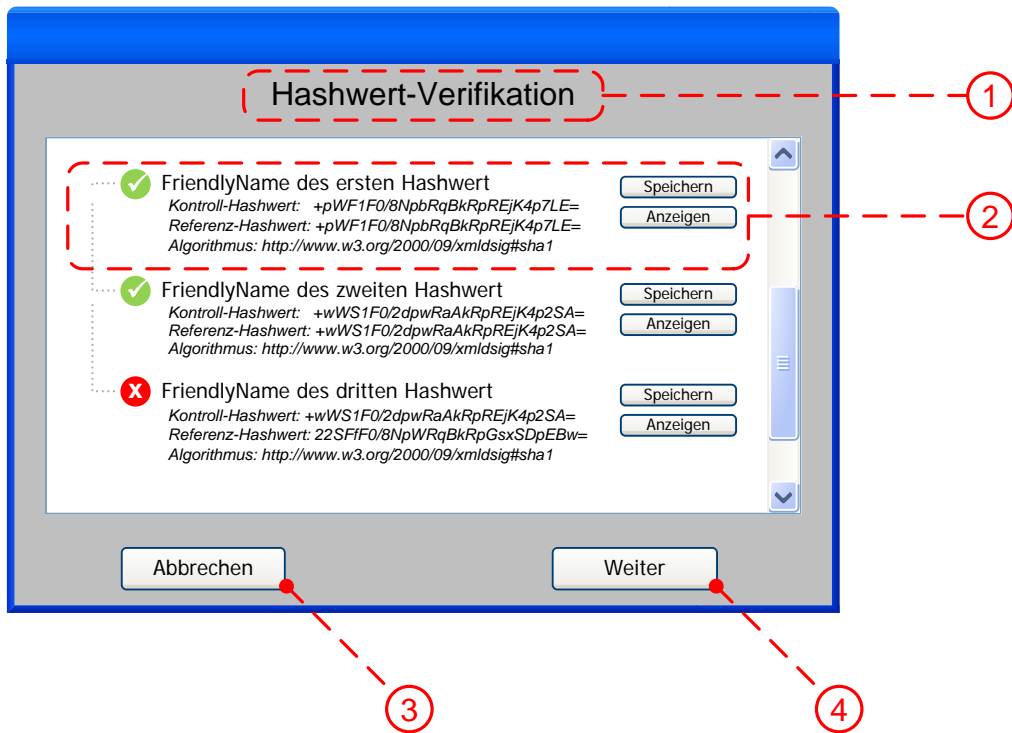 Hashwert-Verifikation
1
FriendlyName des ersten Hashwert
Kontroll-Hashwert: +pWF1F0/8NpbRqBkRpREjK4p7LE=
Referenz-Hashwert: +pWF1F0/8NpbRqBkRpREjK4p7LE=
Algorithmus: http://www.w3.org/2000/09/xmldsig#sha1
Speichern
Anzeigen
2
FriendlyName des zweiten Hashwert
Kontroll-Hashwert: +wWS1F0/2dpwRaAkRpREjK4p2SA=
Referenz-Hashwert: +wWS1F0/2dpwRaAkRpREjK4p2SA=
Algorithmus: http://www.w3.org/2000/09/xmldsig#sha1
Speichern
Anzeigen
X
FriendlyName des dritten Hashwert
Kontroll-Hashwert: +wWS1F0/2dpwRaAkRpREjK4p2SA=
Referenz-Hashwert: 22SFfF0/8NpWRqBkRpGsxSDpEBw=
Algorithmus: http://www.w3.org/2000/09/xmldsig#sha1
Speichern
Anzeigen
Abbrechen
Weiter
3
4